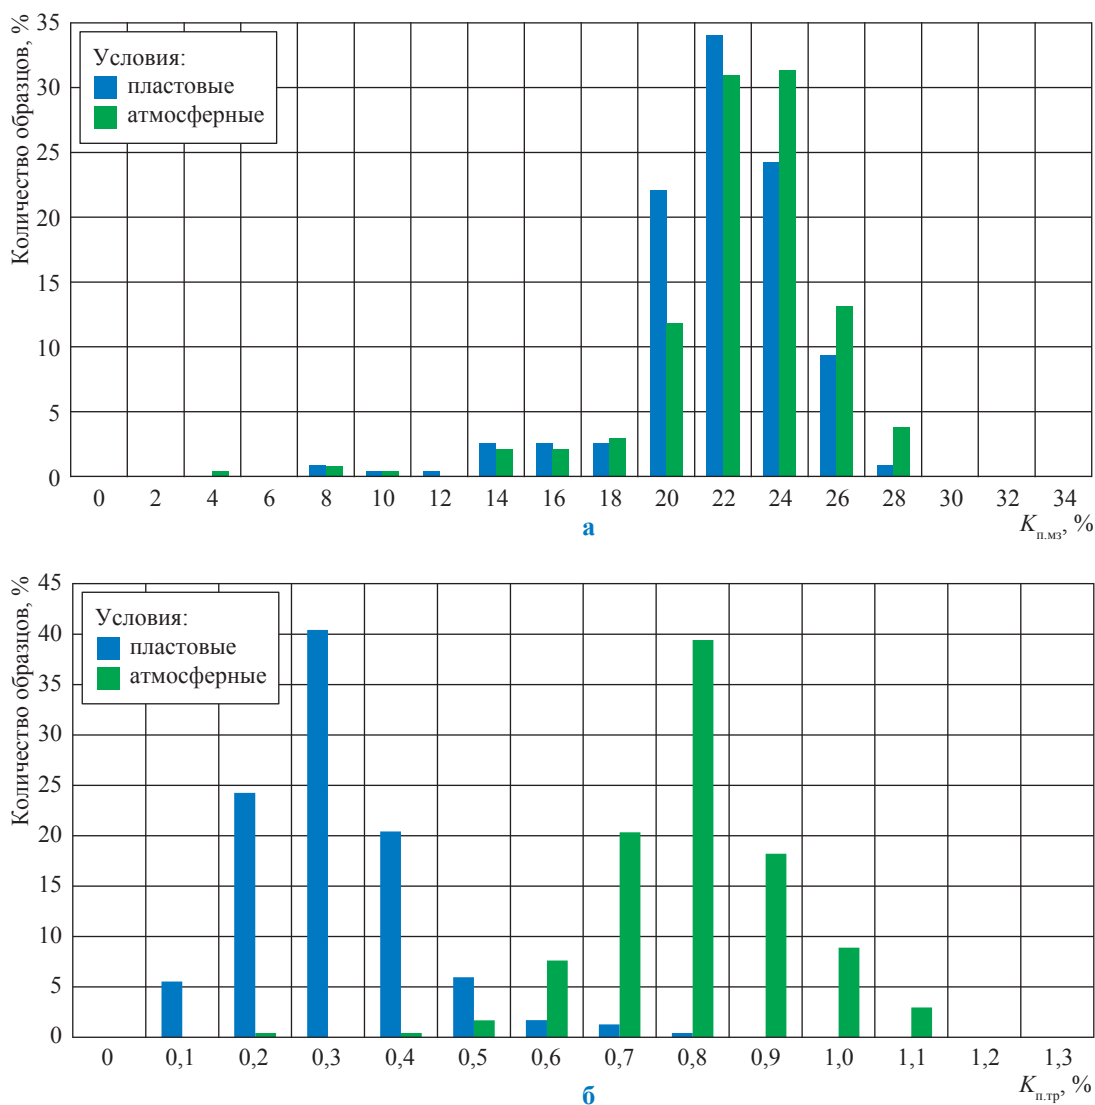 Количество образцов, %
35
30
25
20
15
10
5
0
Условия:
пластовые
атмосферные
0 2 4 6 8 10 12 14 16 18 20 22 24 26 28 30 32 34
Kп.мз, %
а
Количество образцов, %
45
40
35
30
25
20
15
10
5
0
Условия:
пластовые
атмосферные
0 0,1 0,2 0,3 0,4 0,5 0,6 0,7 0,8 0,9 1,0 1,1 1,2 1,3
Kп.тр, %
б